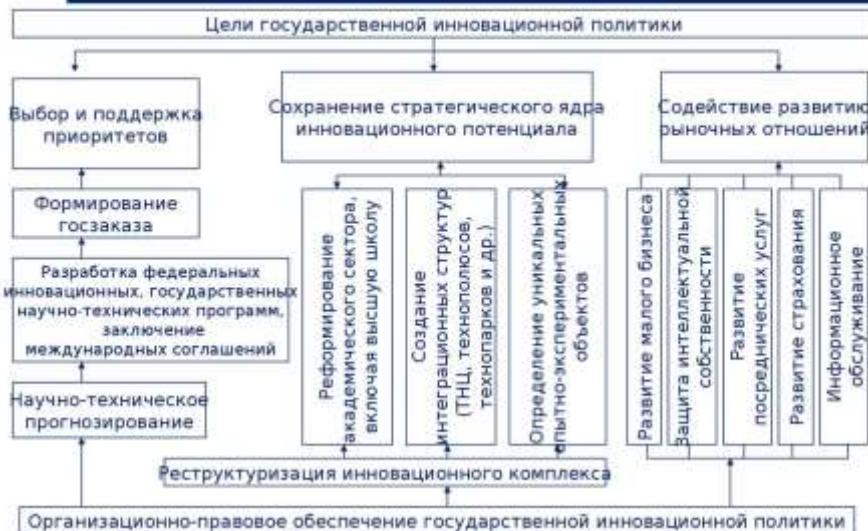 Цели государственной инновационной политики
Выбор и поддержка
приоритетов
Сохранение стратегического ядра
инновационного потенциала
Содействие развитию
рыночных отношений
Формирование
госзаказа
Разработка федеральных
инновационных, государственных
научно-технических программ,
заключение
международных соглашений
Научно-техническое
прогнозирование
Реформирование
академического сектора,
включая высшую школу
Создание
интеграционных структур
(ТНЦ, технополюсов,
технопарков и др.)
Определение уникальных
опытно-экспериментальных
объектов
Развитие малого бизнеса
Защита интеллектуальной
собственности
Развитие
посреднических услуг
Развитие страхования
Информационное
обслуживание
Реструктуризация инновационного комплекса
Организационно-правовое обеспечение государственной инновационной политики